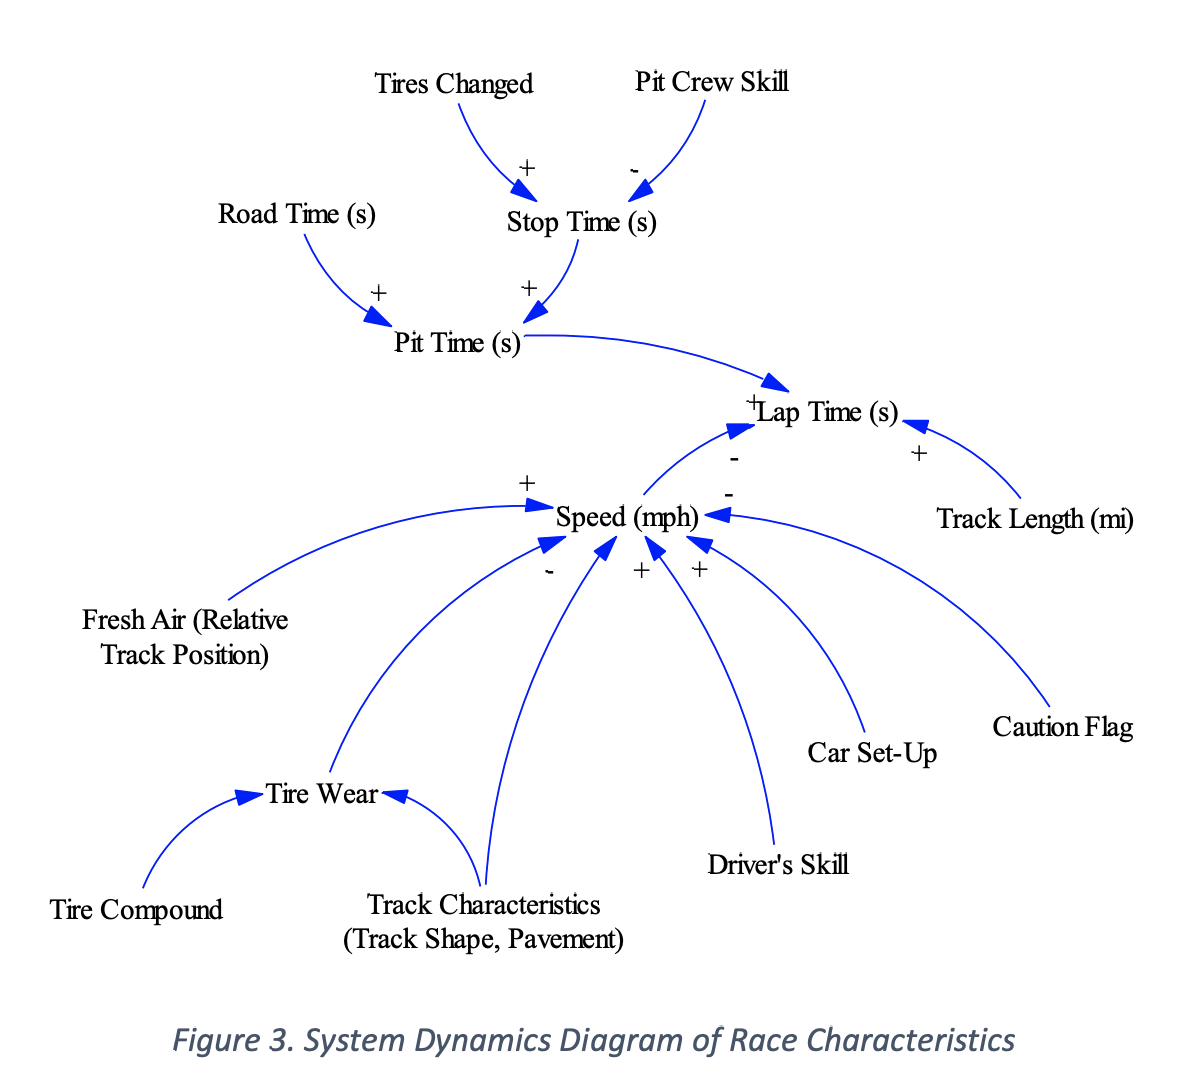 Tires Changed
Pit Crew Skill
+
-
Road Time (s)
Stop Time (s)
+
+
Pit Time (s)
+
Lap Time (s)
-
+
+
-
Speed (mph)
Track Length (mi)
-
+
+
Fresh Air (Relative
Track Position)
Caution Flag
Car Set-Up
Tire Wear
Driver's Skill
Tire Compound
Track Characteristics
(Track Shape, Pavement)
Figure 3. System Dynamics Diagram of Race Characteristics